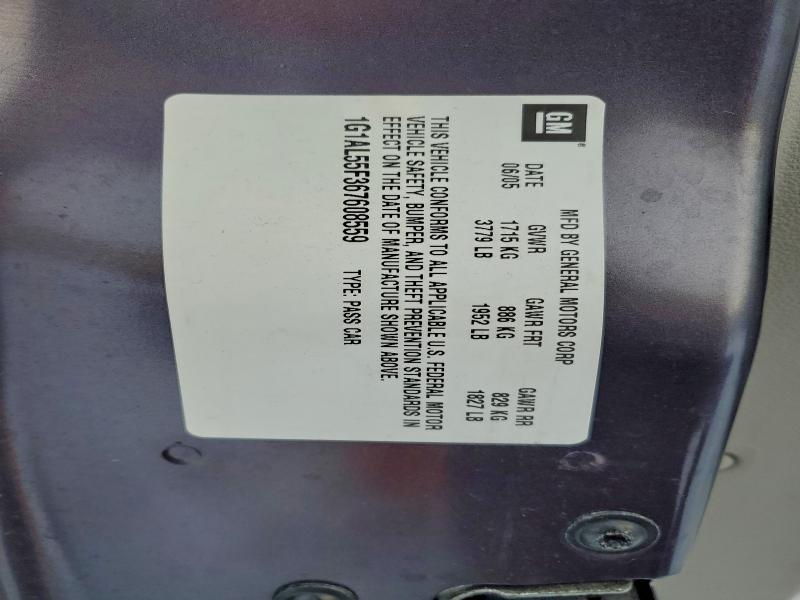 GM®
MFD BY GENERAL MOTORS CORP
DATE GVWR GAWR FRT GAWR RR
06/05 1715 KG 886 KG 829 KG
3779 LB 1952 LB 1827 LB
THIS VEHICLE CONFORMS TO ALL APPLICABLE U.S. FEDERAL MOTOR
VEHICLE SAFETY, BUMPER, AND THEFT PREVENTION STANDARDS IN
EFFECT ON THE DATE OF MANUFACTURE SHOWN ABOVE.
1G1AL55F367608559 TYPE: PASS CAR